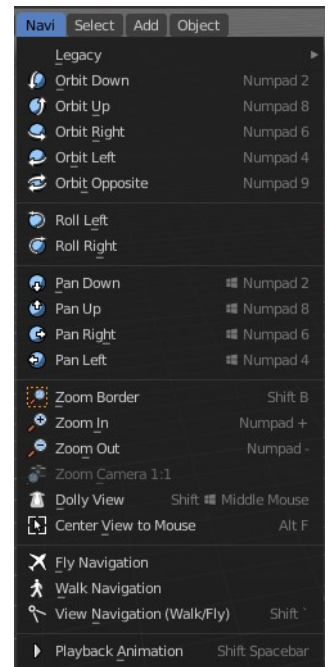 Navi Select Add Object
Legacy
Orbit Down Numpad 2
Orbit Up Numpad 8
Orbit Right Numpad 6
Orbit Left Numpad 4
Orbit Opposite Numpad 9
Roll Left
Roll Right
Pan Down Numpad 2
Pan Up Numpad 8
Pan Right Numpad 6
Pan Left Numpad 4
Zoom Border Shift B
Zoom In Numpad +
Zoom Out Numpad -
Zoom Camera 1:1
Dolly View Shift Middle Mouse
Center View to Mouse Alt F
Fly Navigation
Walk Navigation
View Navigation (Walk/Fly) Shift `
Playback Animation Shift Spacebar